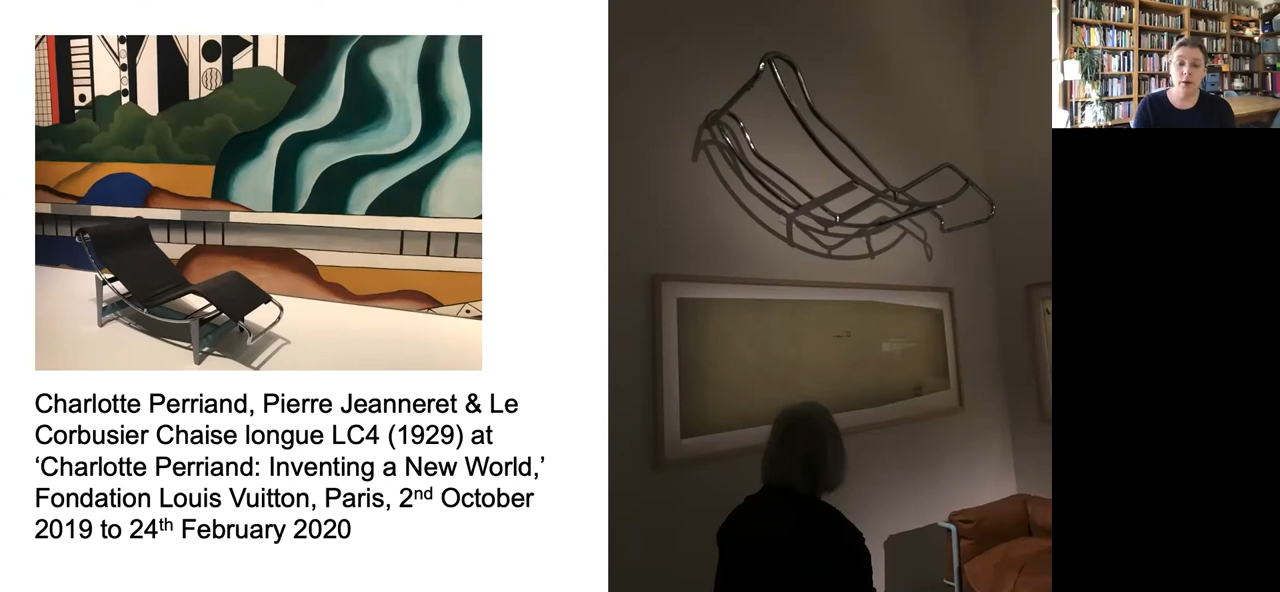 Charlotte Perriand, Pierre Jeanneret & Le
Corbusier Chaise longue LC4 (1929) at
‘Charlotte Perriand: Inventing a New World,’
Fondation Louis Vuitton, Paris, 2nd October
2019 to 24th February 2020